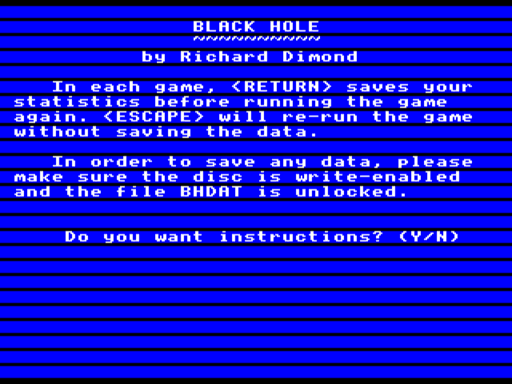 BLACK HOLE
~~~~~~~~~~
by Richard Dimond
In each game, <RETURN> saves your
statistics before running the game
again. <ESCAPE> will re-run the game
without saving the data.
In order to save any data, please
make sure the disc is write-enabled
and the file BHDAT is unlocked.
Do you want instructions? (Y/N)